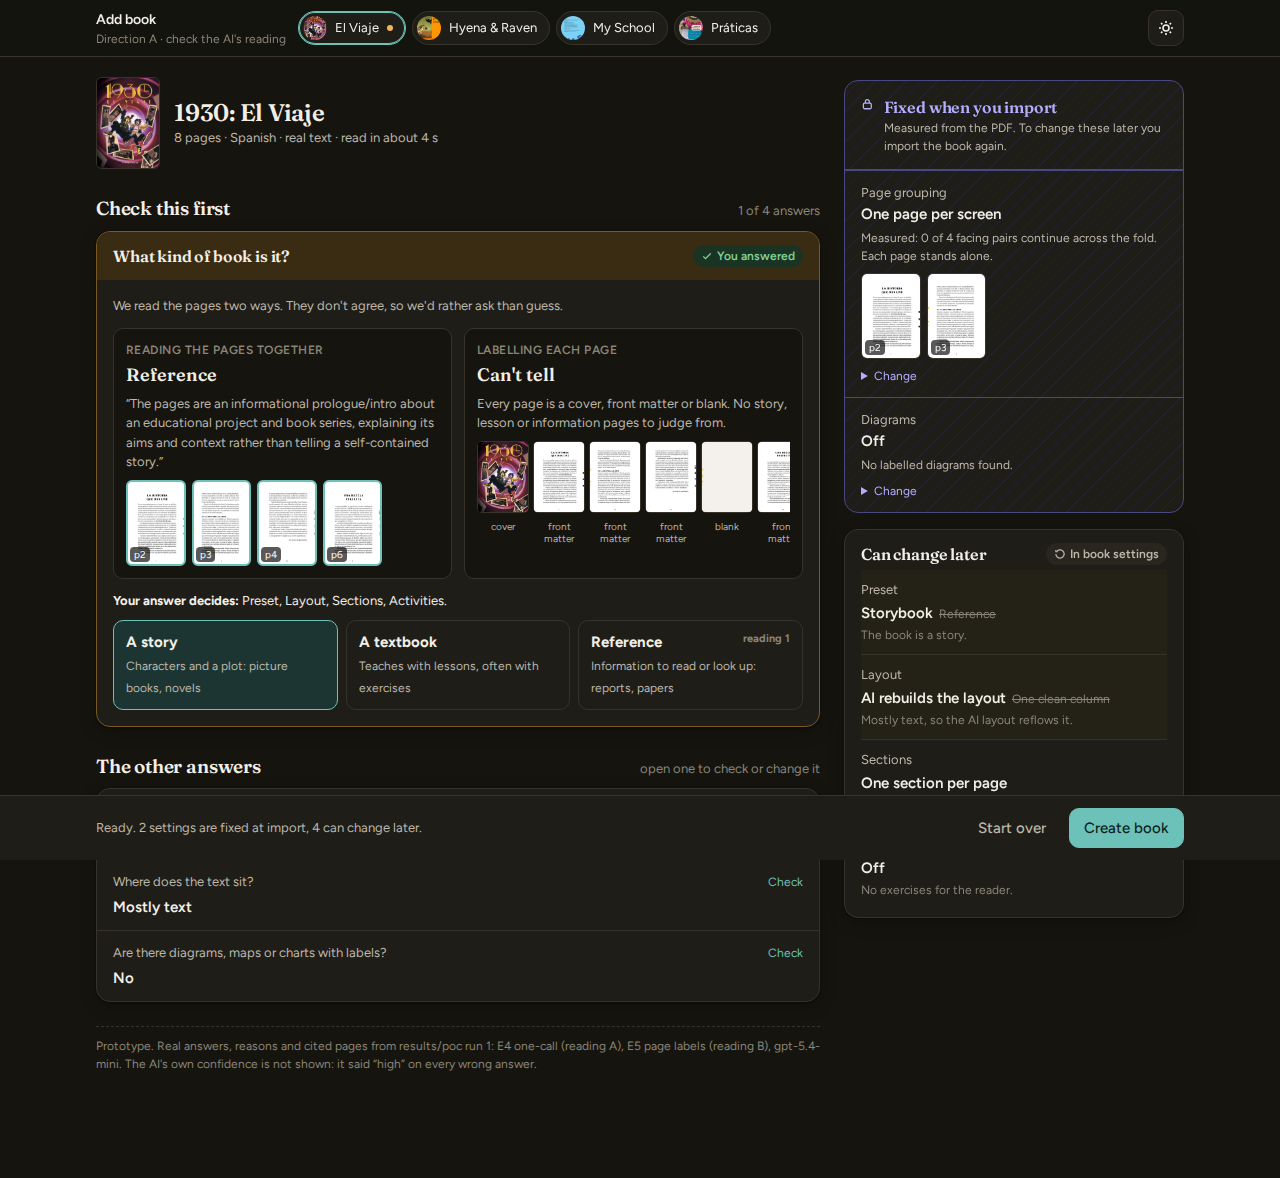 Add book
Direction A · check the AI's reading
El Viaje
Hyena & Raven
My School
Práticas
1930: El Viaje
8 pages · Spanish · real text · read in about 4 s
Check this first
1 of 4 answers
What kind of book is it?
You answered
We read the pages two ways. They don't agree, so we'd rather ask than guess.
READING THE PAGES TOGETHER
Reference
“The pages are an informational prologue/intro about
an educational project and book series, explaining its
aims and context rather than telling a self-contained
story.”
p2
p3
p4
p6
LABELLING EACH PAGE
Can't tell
Every page is a cover, front matter or blank. No story,
lesson or information pages to judge from.
cover
front
matter
front
matter
front
matter
blank
fron
matt
Your answer decides: Preset, Layout, Sections, Activities.
A story
Characters and a plot: picture
books, novels
A textbook
Teaches with lessons, often with
exercises
Reference
reading 1
Information to read or look up:
reports, papers
The other answers
open one to check or change it
Where does the text sit?
Check
Mostly text
Are there diagrams, maps or charts with labels?
Check
No
Prototype. Real answers, reasons and cited pages from results/poc run 1: E4 one-call (reading A), E5 page labels (reading B), gpt-5.4-
mini. The AI's own confidence is not shown: it said “high” on every wrong answer.
Fixed when you import
Measured from the PDF. To change these later you
import the book again.
Page grouping
One page per screen
Measured: 0 of 4 facing pairs continue across the fold.
Each page stands alone.
p2
p3
Change
Diagrams
Off
No labelled diagrams found.
Change
Can change later
In book settings
Preset
Storybook Reference
The book is a story.
Layout
AI rebuilds the layout One clean column
Mostly text, so the AI layout reflows it.
Sections
One section per page
Off
No exercises for the reader.
Ready. 2 settings are fixed at import, 4 can change later.
Start over
Create book